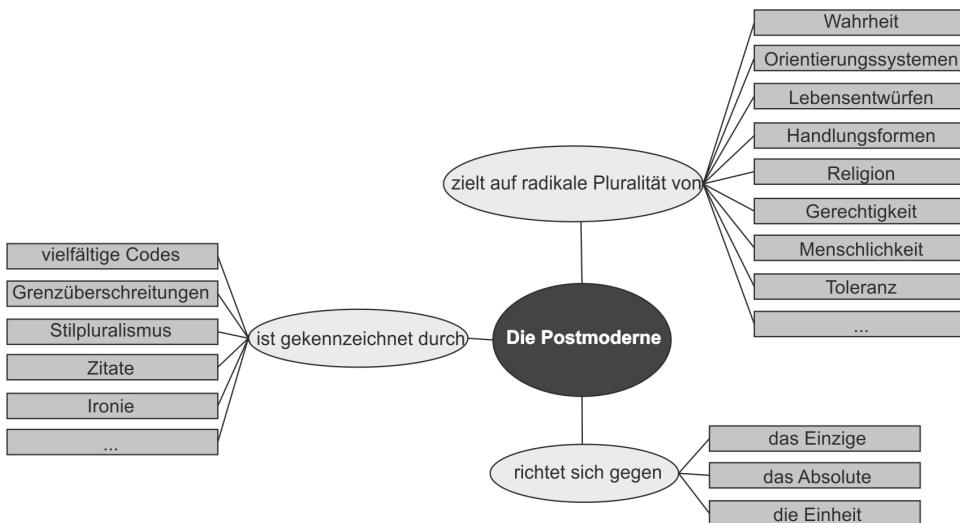 Wahrheit
Orientierungssystemen
Lebensentwürfen
Handlungsformen
zielt auf radikale Pluralität von
Religion
Gerechtigkeit
Menschlichkeit
Toleranz
...
vielfältige Codes
Grenzüberschreitungen
Stilpluralismus
Zitate
Ironie
...
ist gekennzeichnet durch
Die Postmoderne
richtet sich gegen
das Einzige
das Absolute
die Einheit